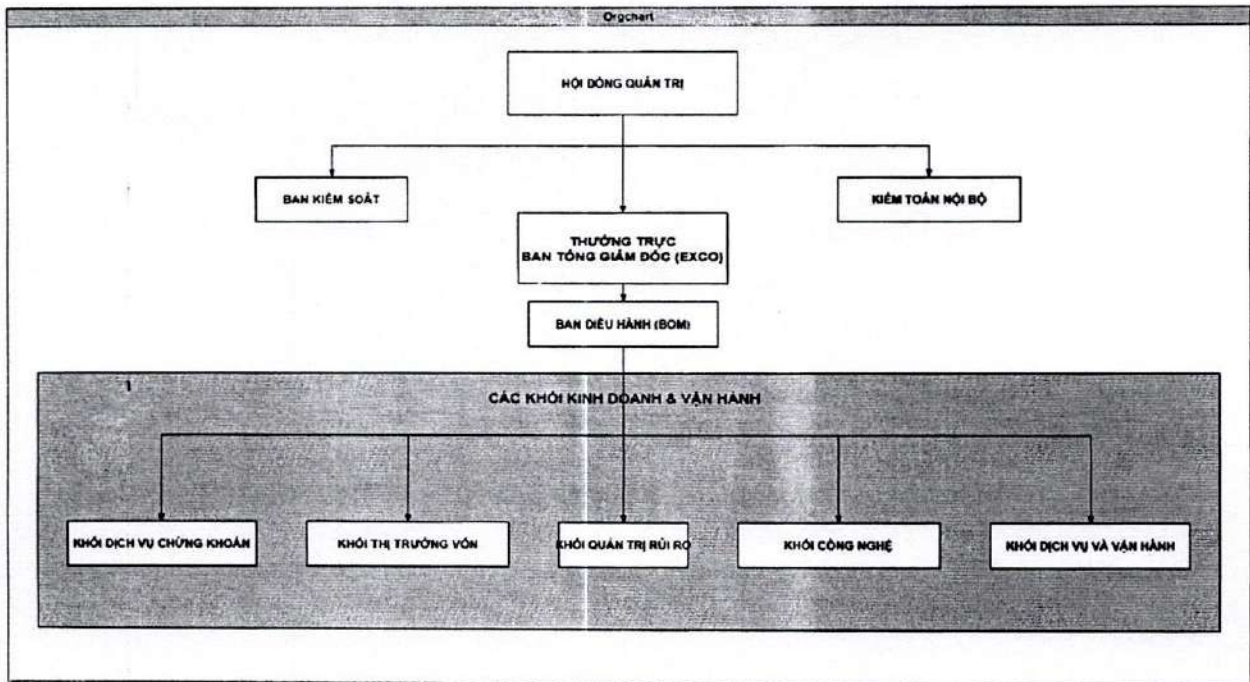 Orgchart
HỘI ĐỒNG QUẢN TRỊ
BAN KIỂM SOÁT
KIỂM TOÁN NỘI BỘ
THƯỜNG TRỰC
BAN TỔNG GIÁM ĐỐC (EXCO)
BAN DIỀU HÀNH (BOM)
CÁC KHỐI KINH DOANH & VẬN HÀNH
KHỐI DỊCH VỤ CHỨNG KHOÁN
KHỐI THỊ TRƯỜNG VỐN
KHỐI QUẢN TRỊ RỦI RO
KHỐI CÔNG NGHỆ
KHỐI DỊCH VỤ VÀ VẬN HÀNH